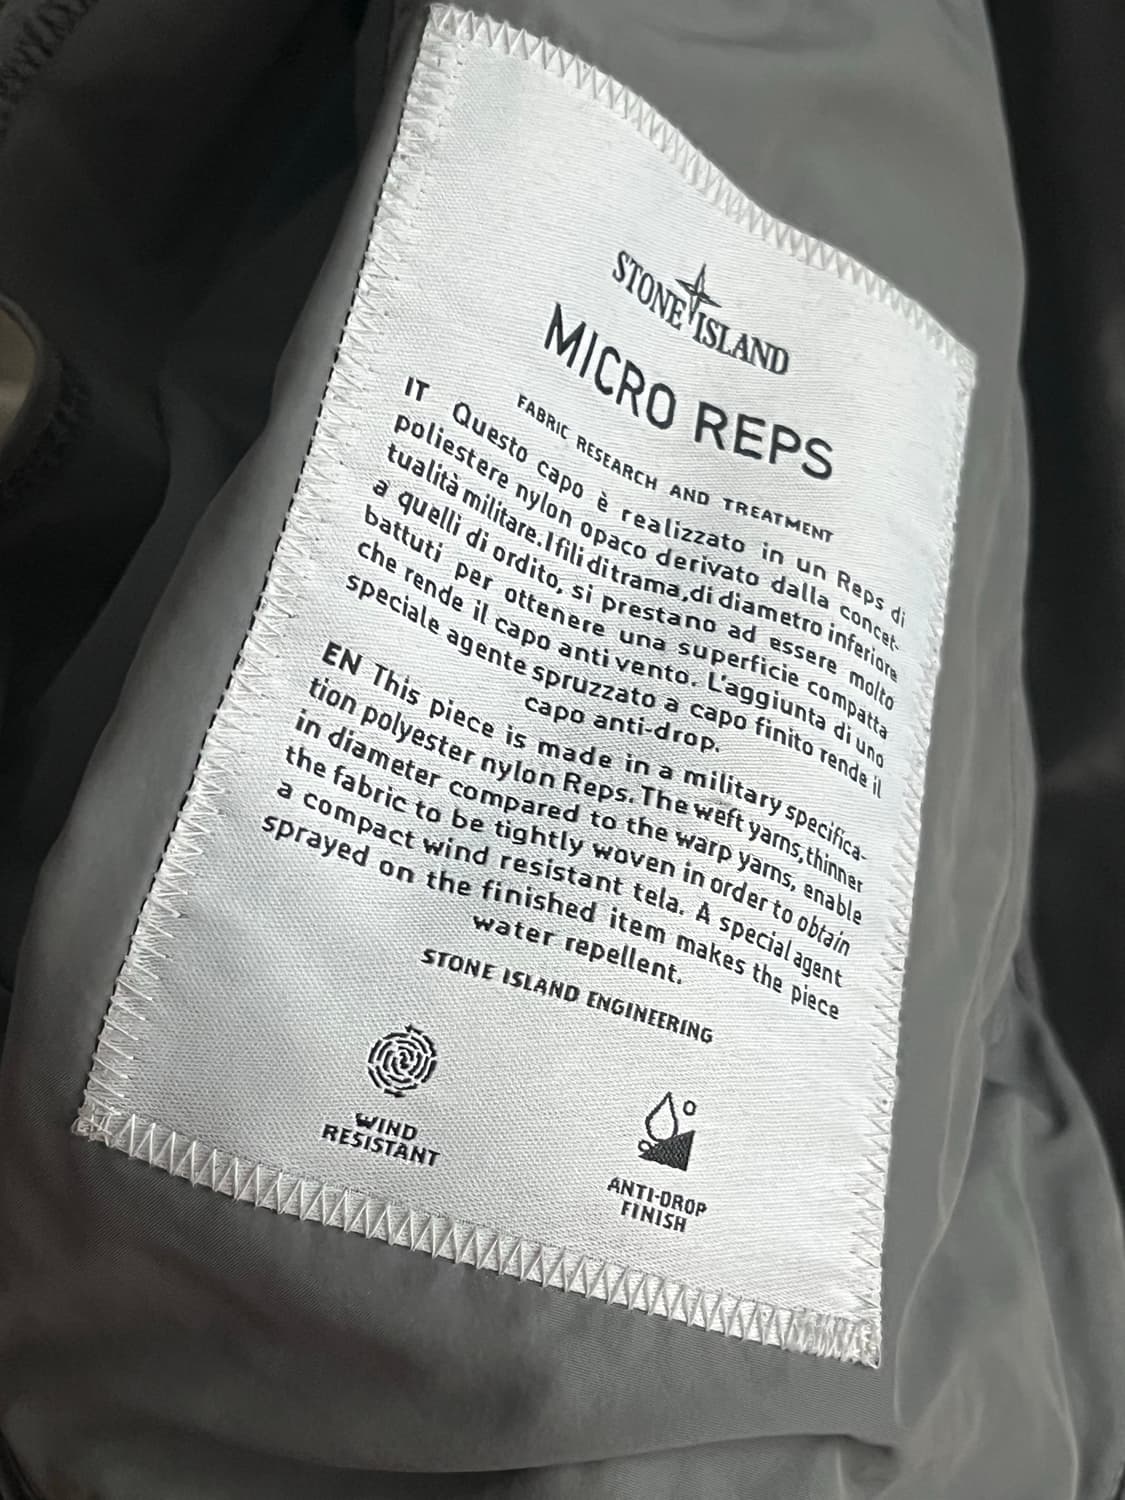 STONE ISLAND
MICRO REPS
FABRIC RESEARCH AND TREATMENT
IT Questo capo è realizzato in un Reps di
poliestere nylon opaco derivato dalla concet-
tualità militare. I fili di trama, di diametro inferiore
a quelli di ordito, si prestano ad essere molto
battuti per ottenere una superficie compatta
che rende il capo anti vento. L'aggiunta di uno
speciale agente spruzzato a capo finito rende il
capo anti-drop.
EN This piece is made in a military specifica-
tion polyester nylon Reps. The weft yarns, thinner
in diameter compared to the warp yarns, enable
the fabric to be tightly woven in order to obtain
a compact wind resistant tela. A special agent
sprayed on the finished item makes the piece
water repellent.
STONE ISLAND ENGINEERING
WIND
RESISTANT
ANTI-DROP
FINISH